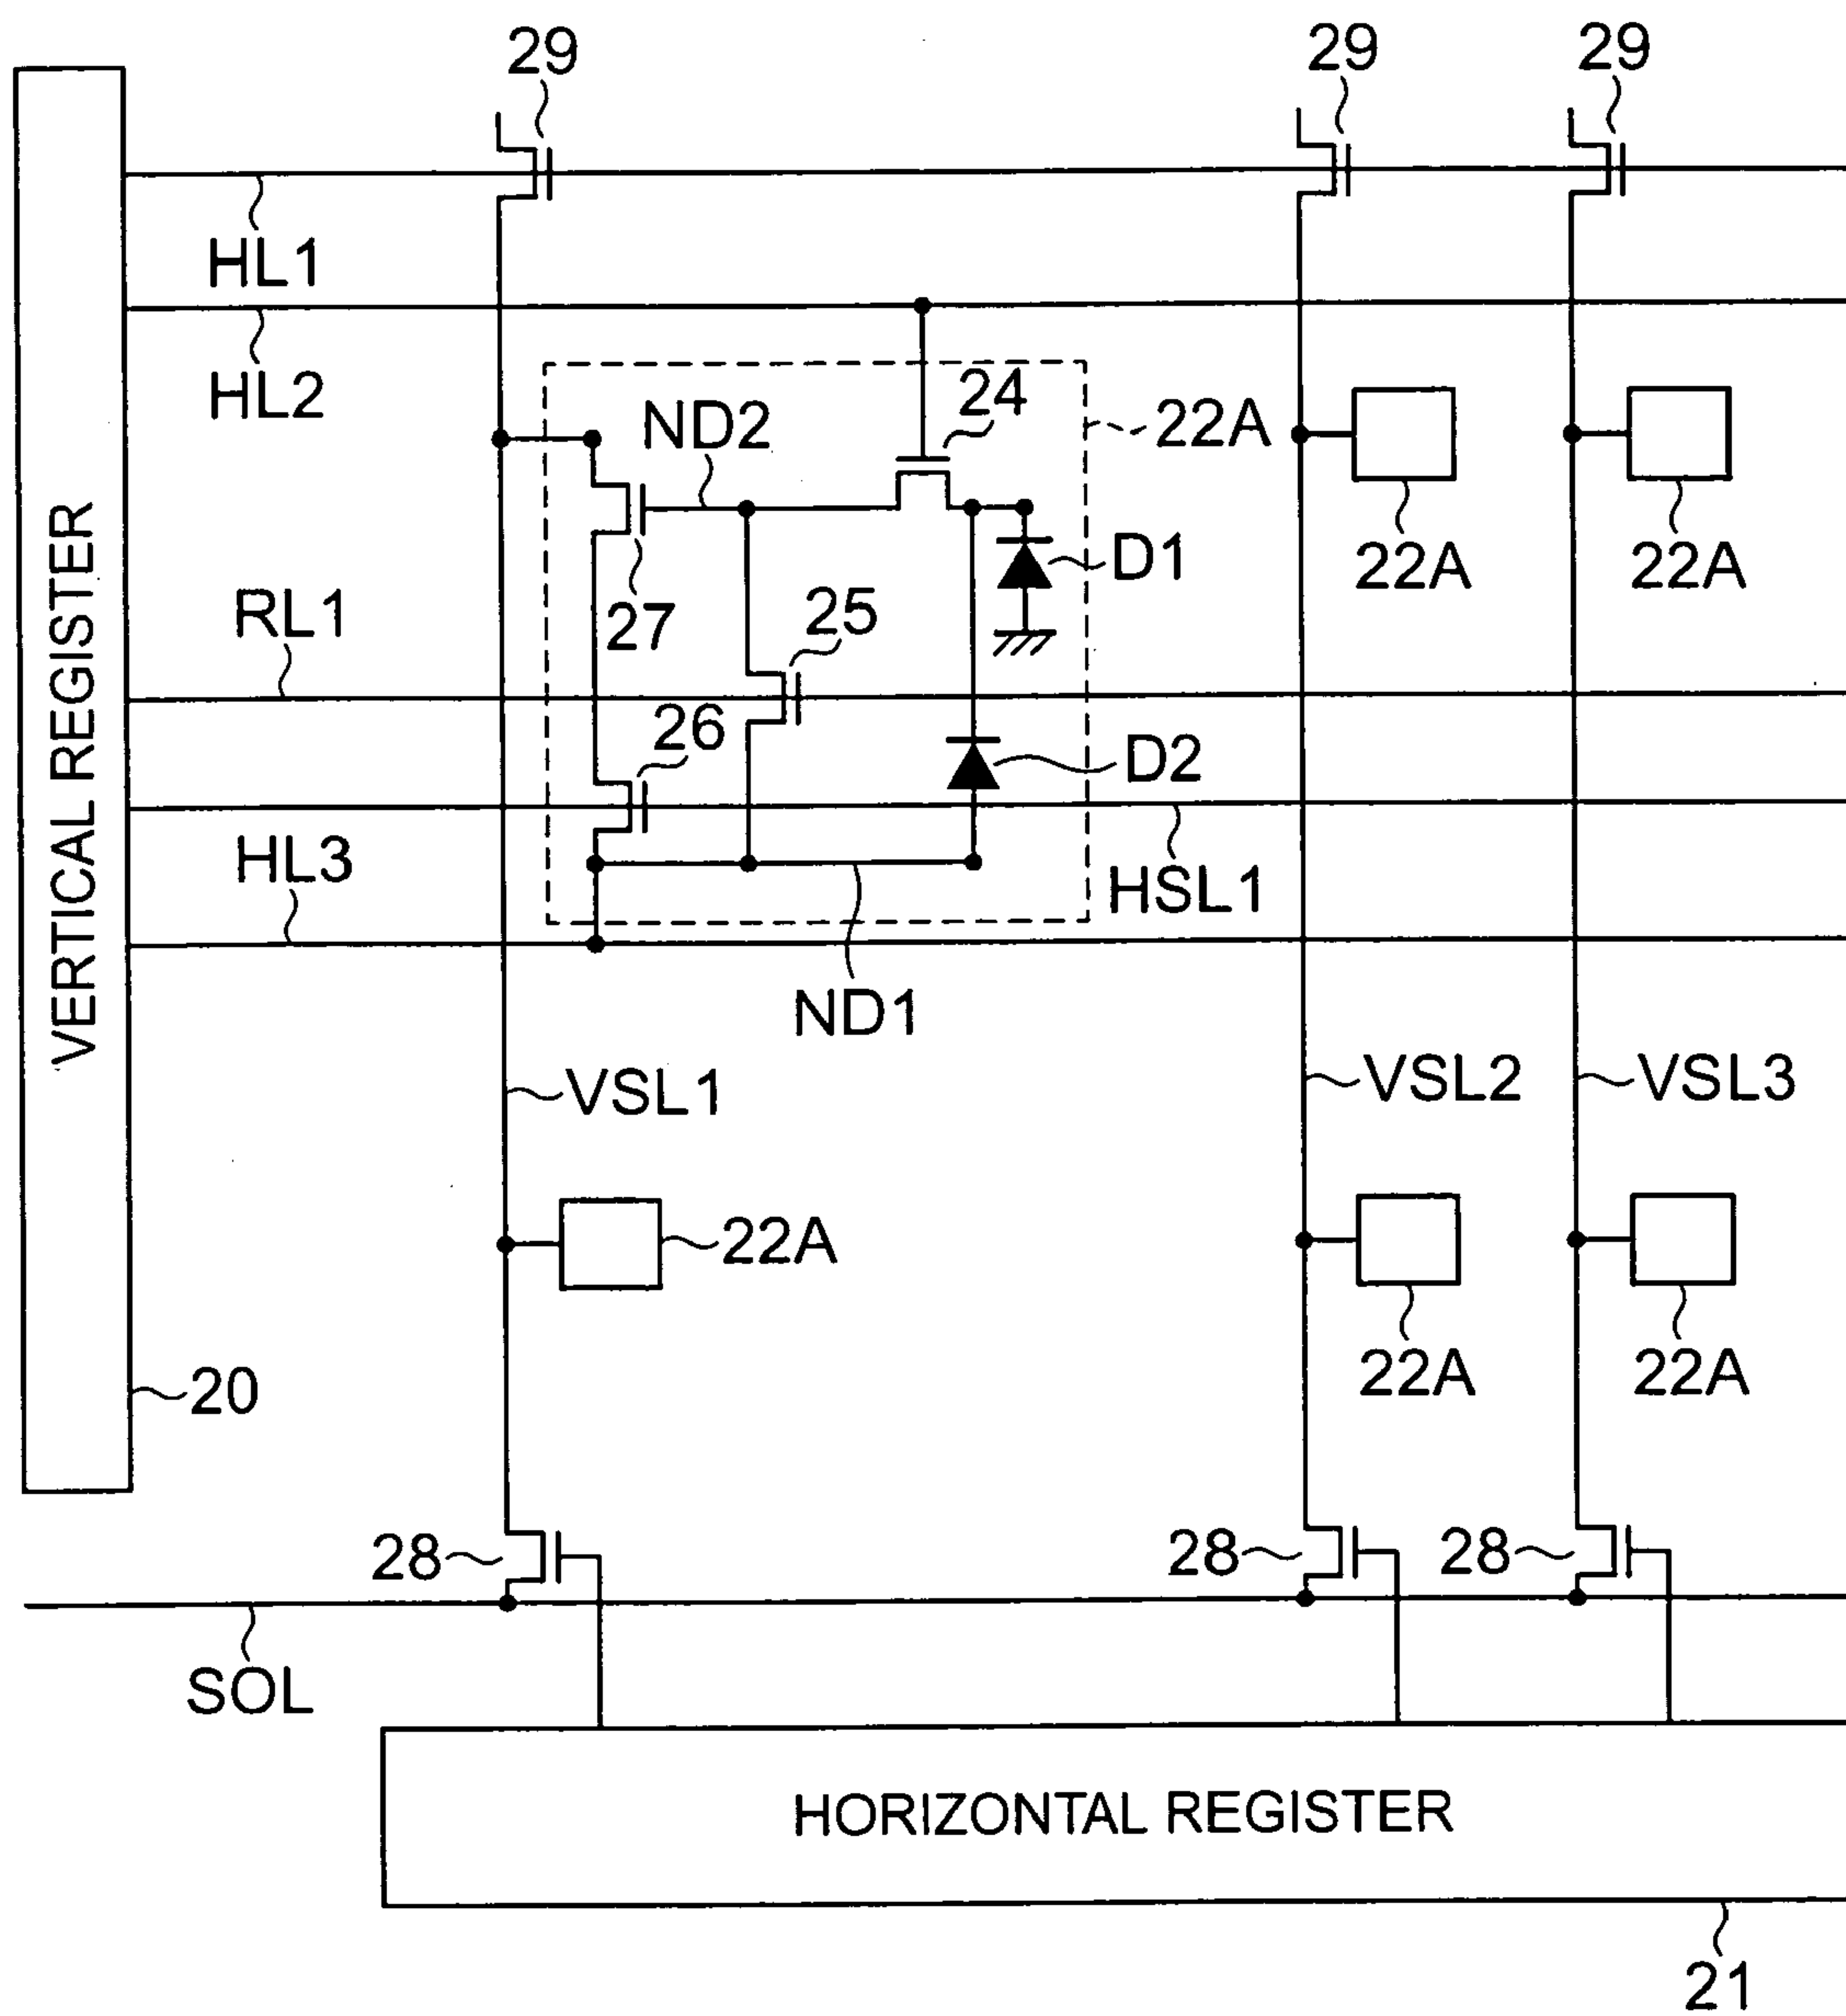 29
29
29
HL1
HL2
24
ND2
22A
22A
22A
D1
27
RL1
25
26
D2
HL3
HSL1
ND1
VERTICAL REGISTER
VSL1
VSL2
VSL3
22A
22A
22A
20
28
28
28
SOL
HORIZONTAL REGISTER
21